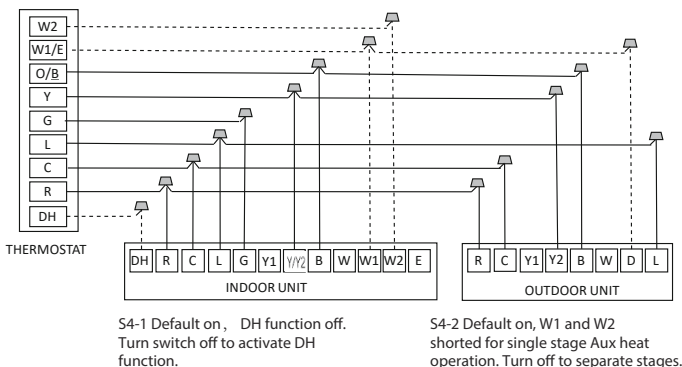 W2
W1/E
O/B
Y
G
L
C
R
DH
THERMOSTAT
DH R C L G Y1 Y/Y2 B W W1 W2 E
INDOOR UNIT
R C Y1 Y2 B W D L
OUTDOOR UNIT
S4-1 Default on， DH function off.
Turn switch off to activate DH
function.
S4-2 Default on, W1 and W2
shorted for single stage Aux heat
operation. Turn off to separate stages.